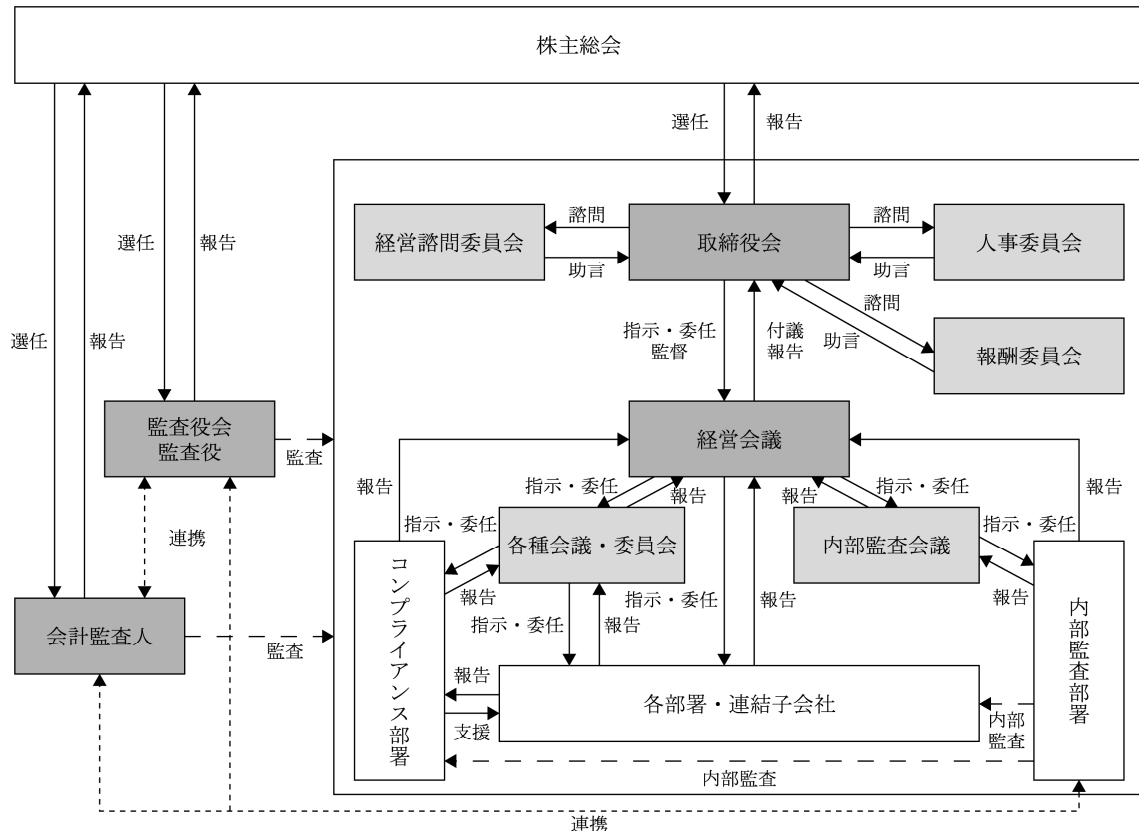 株主総会
選任
報告
選任
報告
選任
報告
選任
報告
経営諮問委員会
諮問
助言
取締役会
諮問
助言
人事委員会
諮問
助言
報酬委員会
指示・委任
監督
付議
報告
監査役会
監査役
監査
経営会議
報告
指示・委任
報告
報告
指示・委任
報告
連携
指示・委任
各種会議・委員会
内部監査会議
指示・委任
コンプライアンス部署
報告
指示・委任
報告
指示・委任
報告
報告
内部監査部署
会計監査人
監査
報告
支援
各部署・連結子会社
内部
監査
内部監査
連携